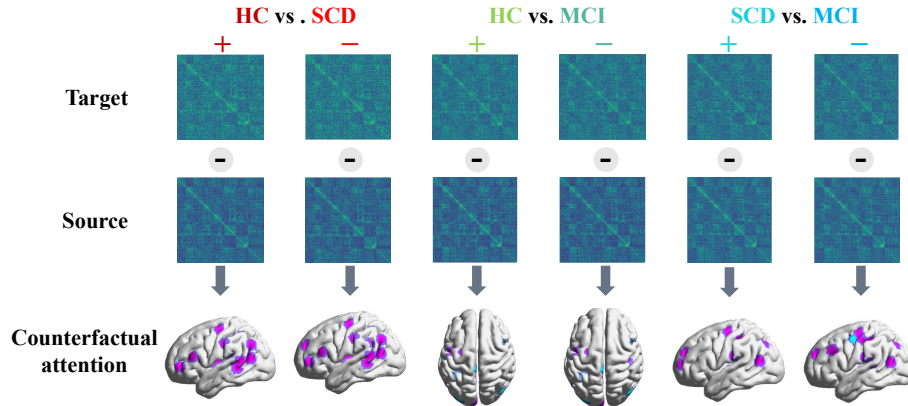 HC vs . SCD HC vs. MCI SCD vs. MCI
+ − + − + −
Target
- - - - - -
Source
Counterfactual
attention